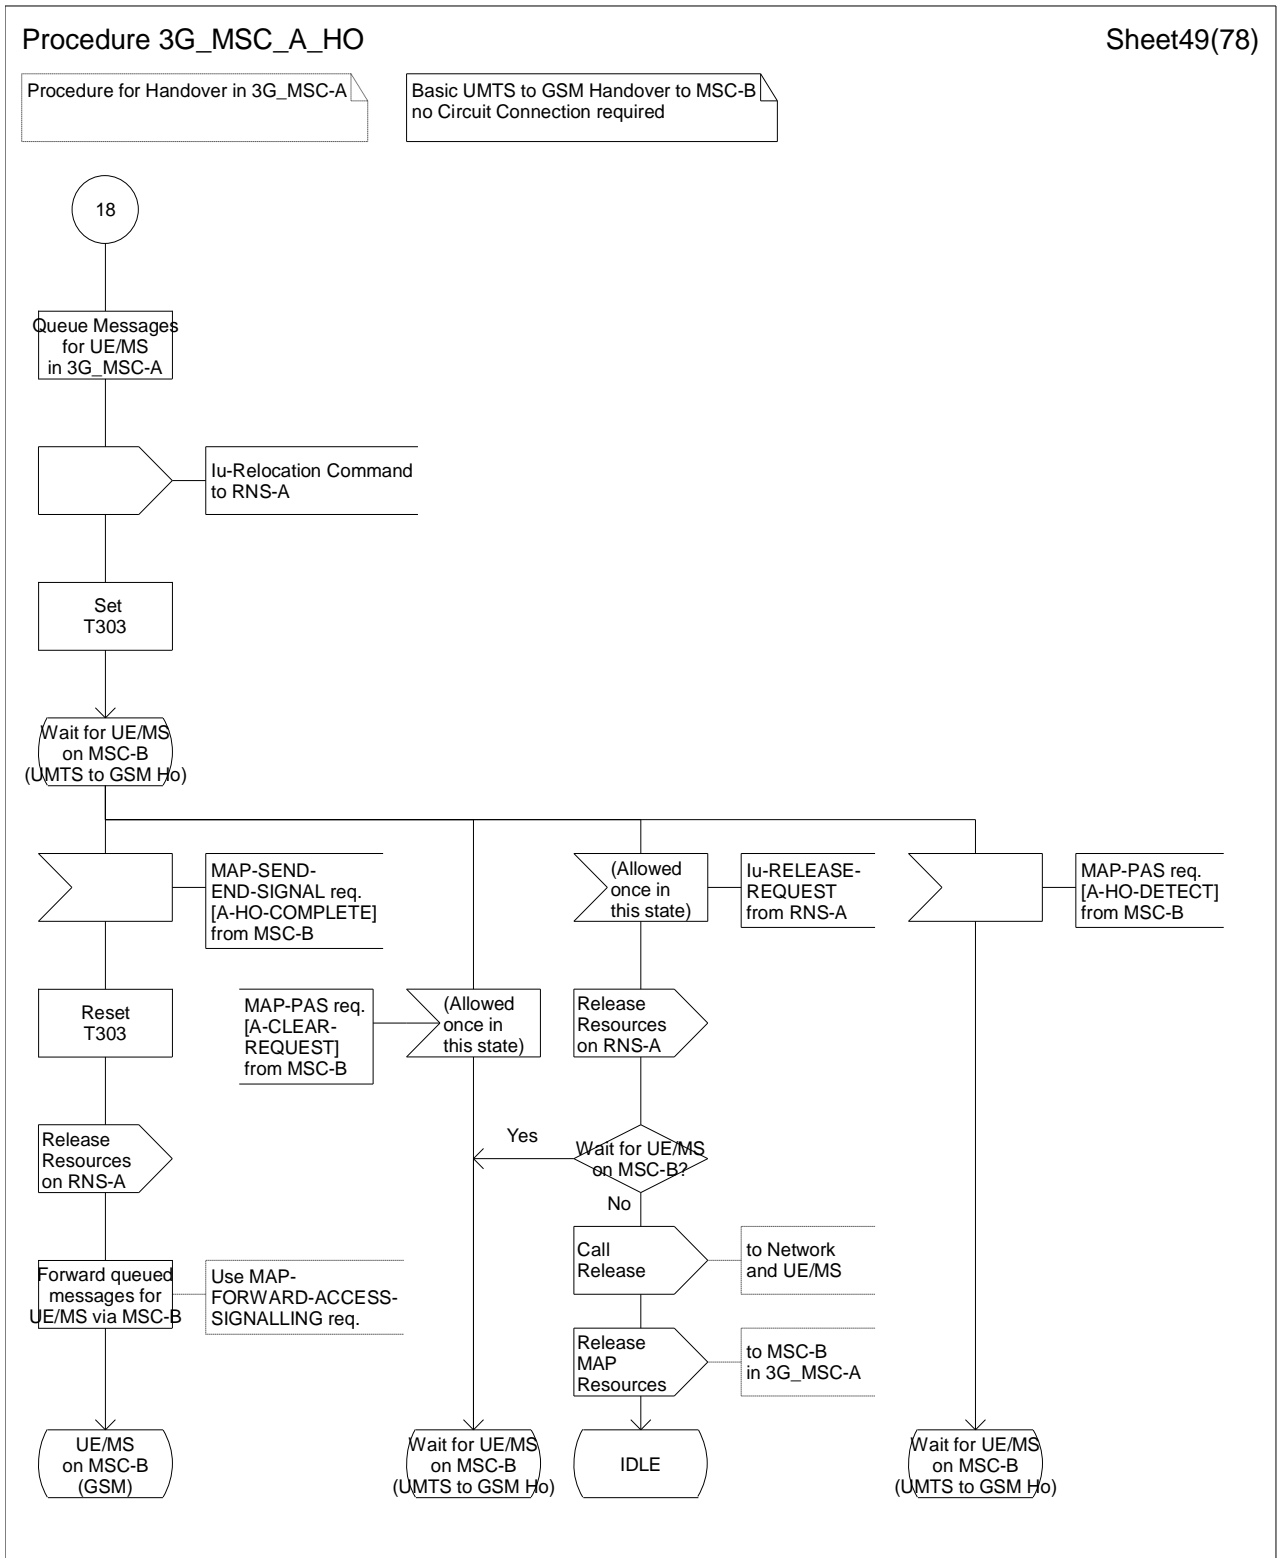 Procedure 3G_MSC_A_HO
Sheet49(78)
Procedure for Handover in 3G_MSC-A
Basic UMTS to GSM Handover to MSC-B
no Circuit Connection required
18
Queue Messages
for UE/MS
in 3G_MSC-A
Iu-Relocation Command
to RNS-A
Set
T303
Wait for UE/MS
on MSC-B
(UMTS to GSM Ho)
MAP-SEND-
END-SIGNAL req.
[A-HO-COMPLETE]
from MSC-B
(Allowed
once in
this state)
Iu-RELEASE-
REQUEST
from RNS-A
MAP-PAS req.
[A-HO-DETECT]
from MSC-B
Reset
T303
MAP-PAS req.
[A-CLEAR-
REQUEST]
from MSC-B
(Allowed
once in
this state)
Release
Resources
on RNS-A
Release
Resources
on RNS-A
Yes
Wait for UE/MS
on MSC-B?
No
Call
Release
to Network
and UE/MS
Forward queued
messages for
UE/MS via MSC-B
Use MAP-
FORWARD-ACCESS-
SIGNALLING req.
Release
MAP
Resources
to MSC-B
in 3G_MSC-A
UE/MS
on MSC-B
(GSM)
Wait for UE/MS
on MSC-B
(UMTS to GSM Ho)
IDLE
Wait for UE/MS
on MSC-B
(UMTS to GSM Ho)